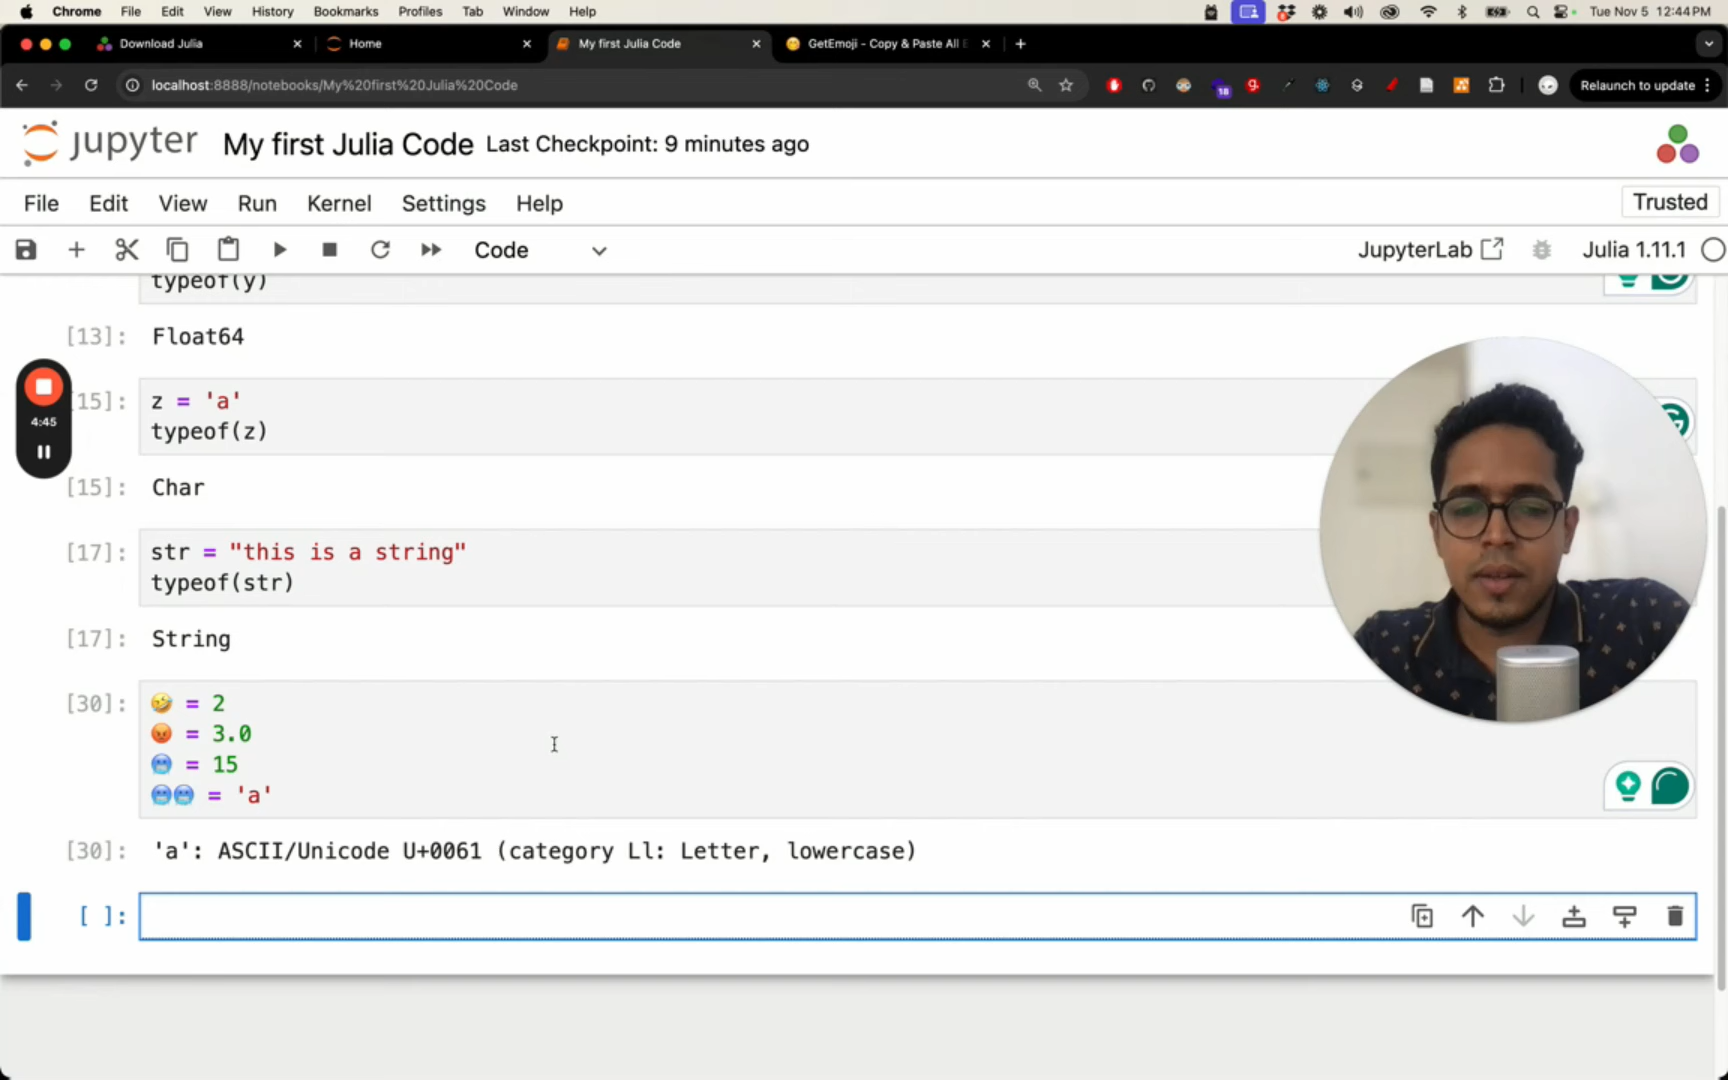 Chrome File Edit View History Bookmarks Profiles Tab Window Help Tue Nov 5 12:44 PM
Download Julia Home My first Julia Code GetEmoji - Copy & Paste All
localhost:8888/notebooks/My%20first%20Julia%20Code 18 Relaunch to update
jupyter My first Julia Code Last Checkpoint: 9 minutes ago
File Edit View Run Kernel Settings Help Trusted
Code JupyterLab Julia 1.11.1
typeof(y)
[13]: Float64
[15]: z = 'a'
typeof(z)
4:45
[15]: Char
[17]: str = "this is a string"
typeof(str)
[17]: String
[30]: 🤣 = 2
😡 = 3.0
🥶 = 15
🥶🥶 = 'a'
[30]: 'a': ASCII/Unicode U+0061 (category Ll: Letter, lowercase)
[ ]: